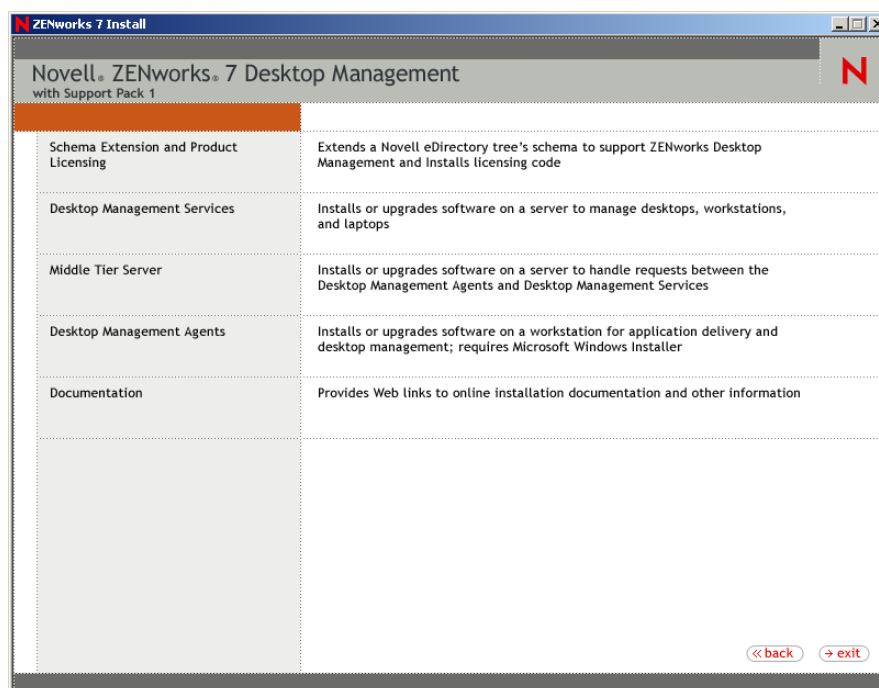 N ZENworks 7 Install
Novell® ZENworks® 7 Desktop Management
with Support Pack 1
N
Schema Extension and Product
Licensing
Extends a Novell eDirectory tree's schema to support ZENworks Desktop
Management and Installs licensing code
Desktop Management Services
Installs or upgrades software on a server to manage desktops, workstations,
and laptops
Middle Tier Server
Installs or upgrades software on a server to handle requests between the
Desktop Management Agents and Desktop Management Services
Desktop Management Agents
Installs or upgrades software on a workstation for application delivery and
desktop management; requires Microsoft Windows Installer
Documentation
Provides Web links to online installation documentation and other information
« back
→ exit